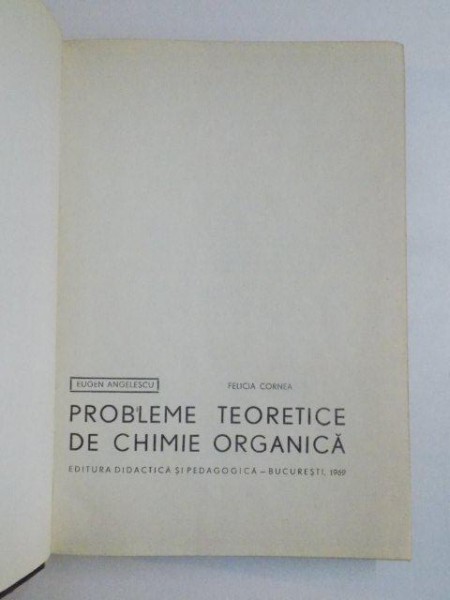 EUGEN ANGELESCU FELICIA CORNEA
PROBLEME TEORETICE
DE CHIMIE ORGANICĂ
EDITURA DIDACTICĂ ȘI PEDAGOGICĂ – BUCUREȘTI, 1969